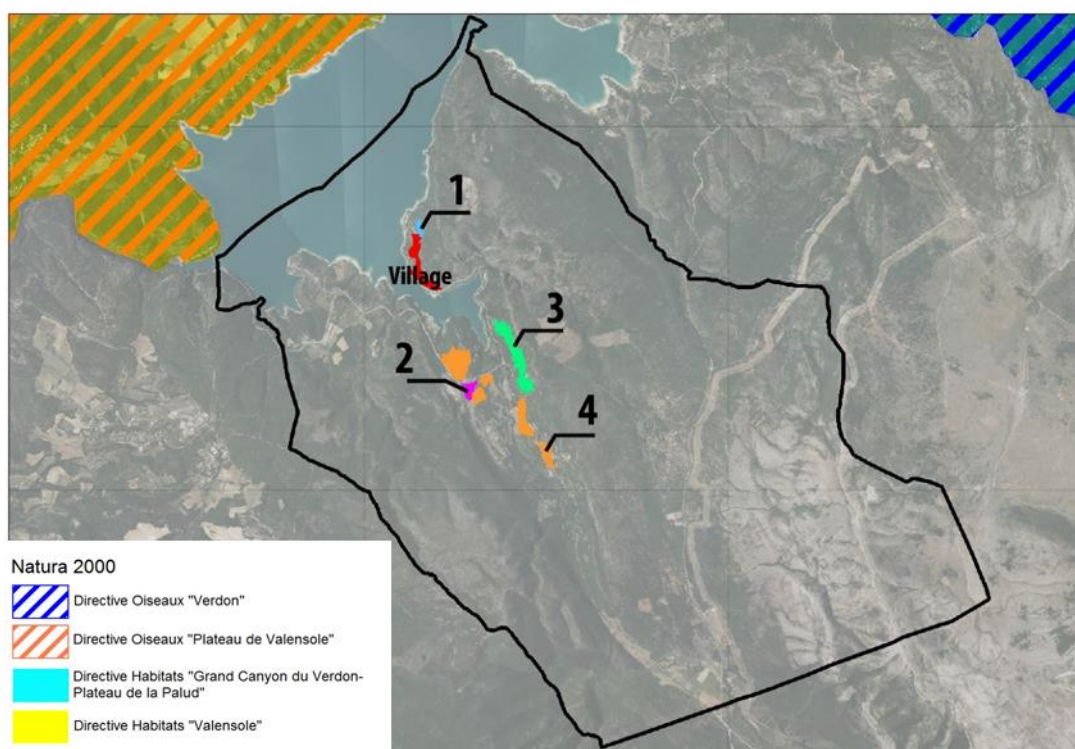 1
Village
3
2
4
Natura 2000
Directive Oiseaux "Verdon"
Directive Oiseaux "Plateau de Valensole"
Directive Habitats "Grand Canyon du Verdon-
Plateau de la Palud"
Directive Habitats "Valensole"